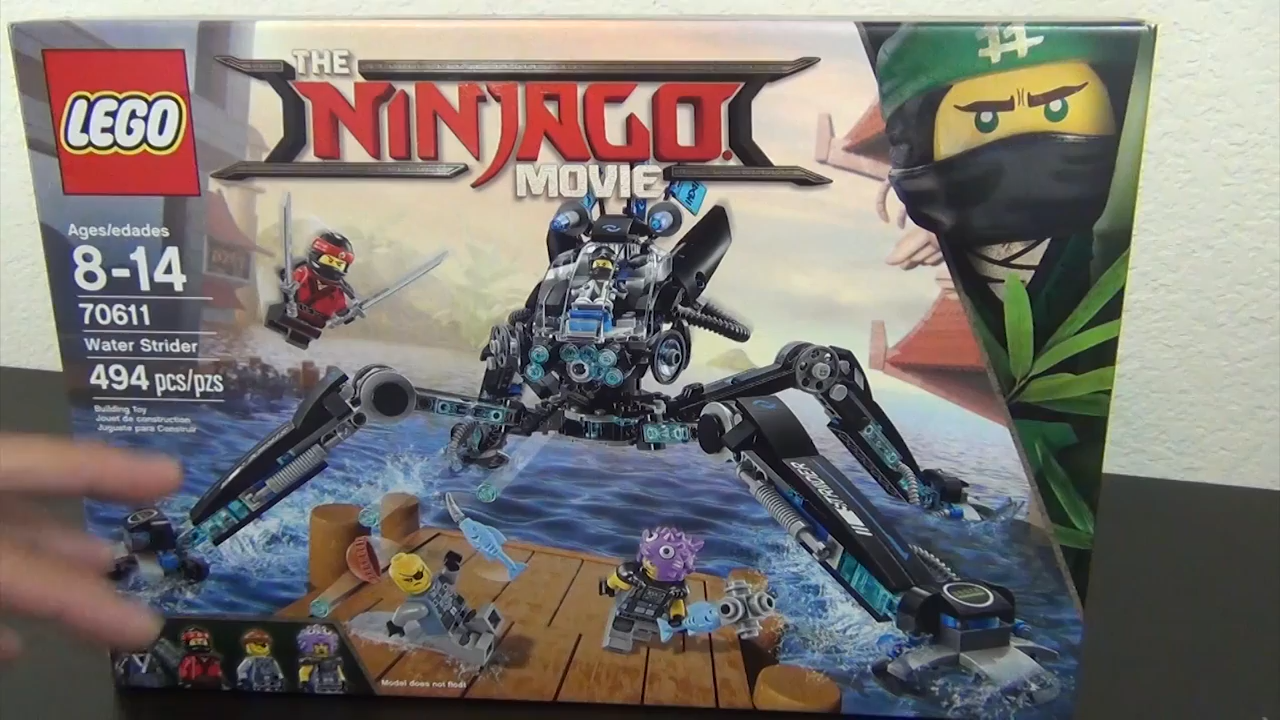 LEGO
THE
NINJAGO
MOVIE
Ages/edades
8-14
70611
Water Strider
494 pcs/pzs
Building Toy
Jouet de construction
Juguete para Construir
STRIDER
Model does not float